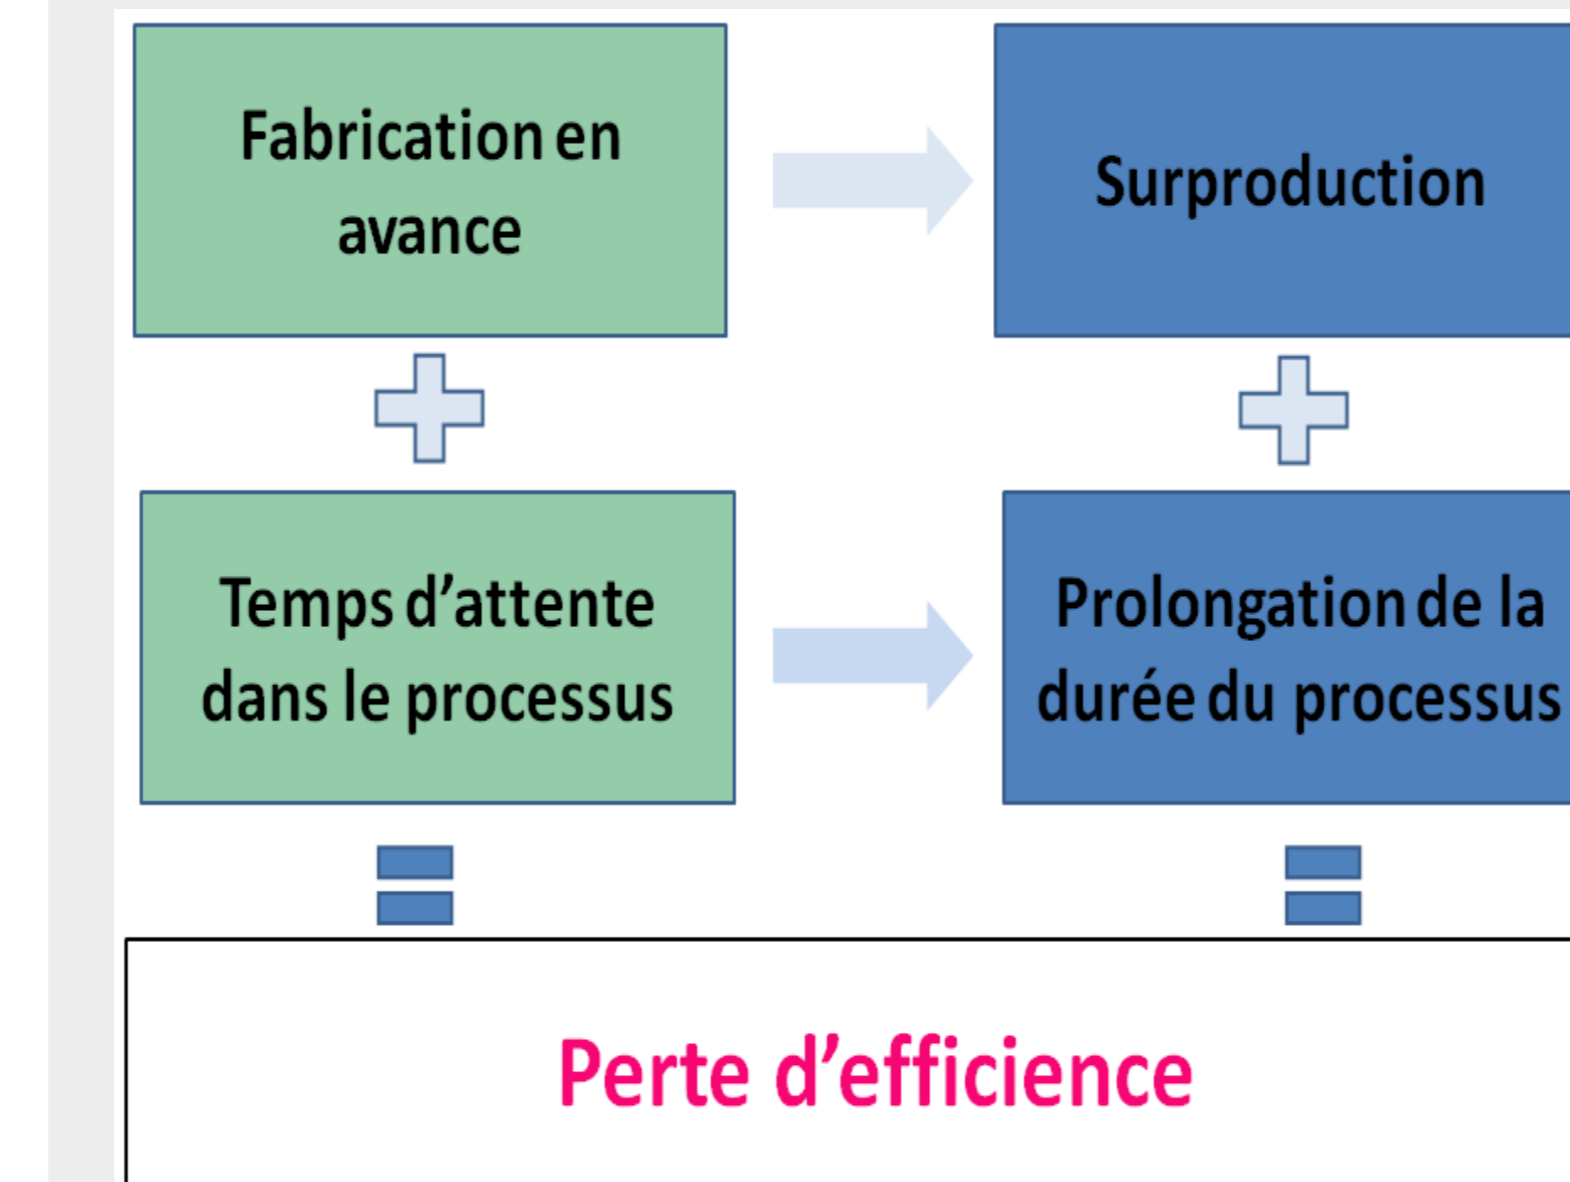 Fabrication en
avance
Surproduction
Temps d’attente
dans le processus
Prolongation de la
durée du processus
Perte d’efficience